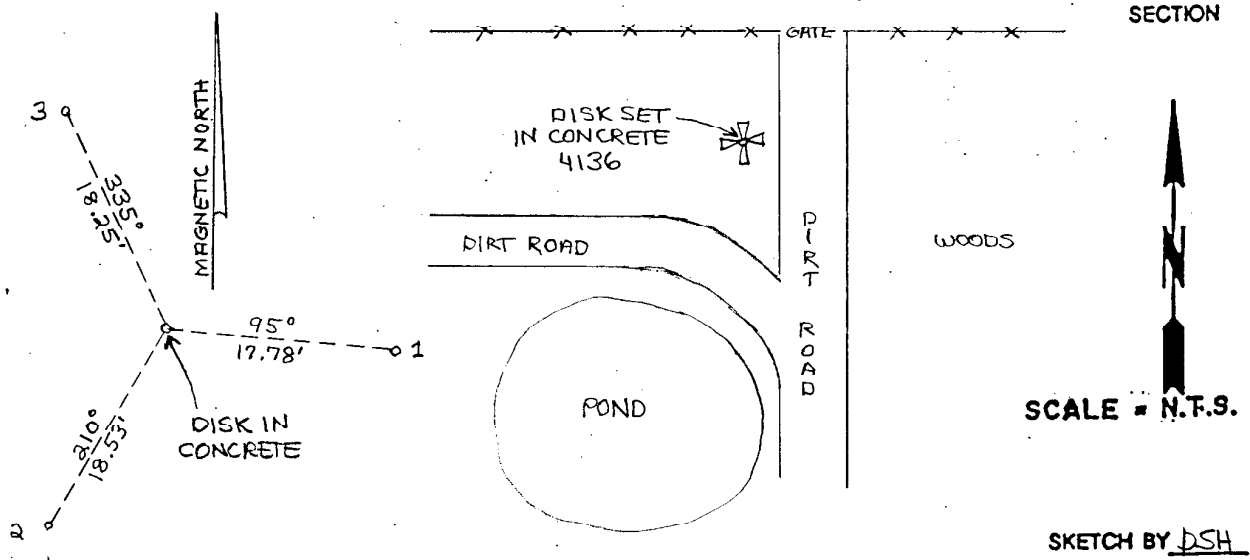 SECTION
GATE
3
MAGNETIC NORTH
DISK SET
IN CONCRETE
4136
335°
18.25'
DIRT ROAD
DIRT ROAD
WOODS
N
95°
17.78'
1
210°
18.53'
DISK IN
CONCRETE
POND
SCALE = N.T.S.
2
SKETCH BY DSH